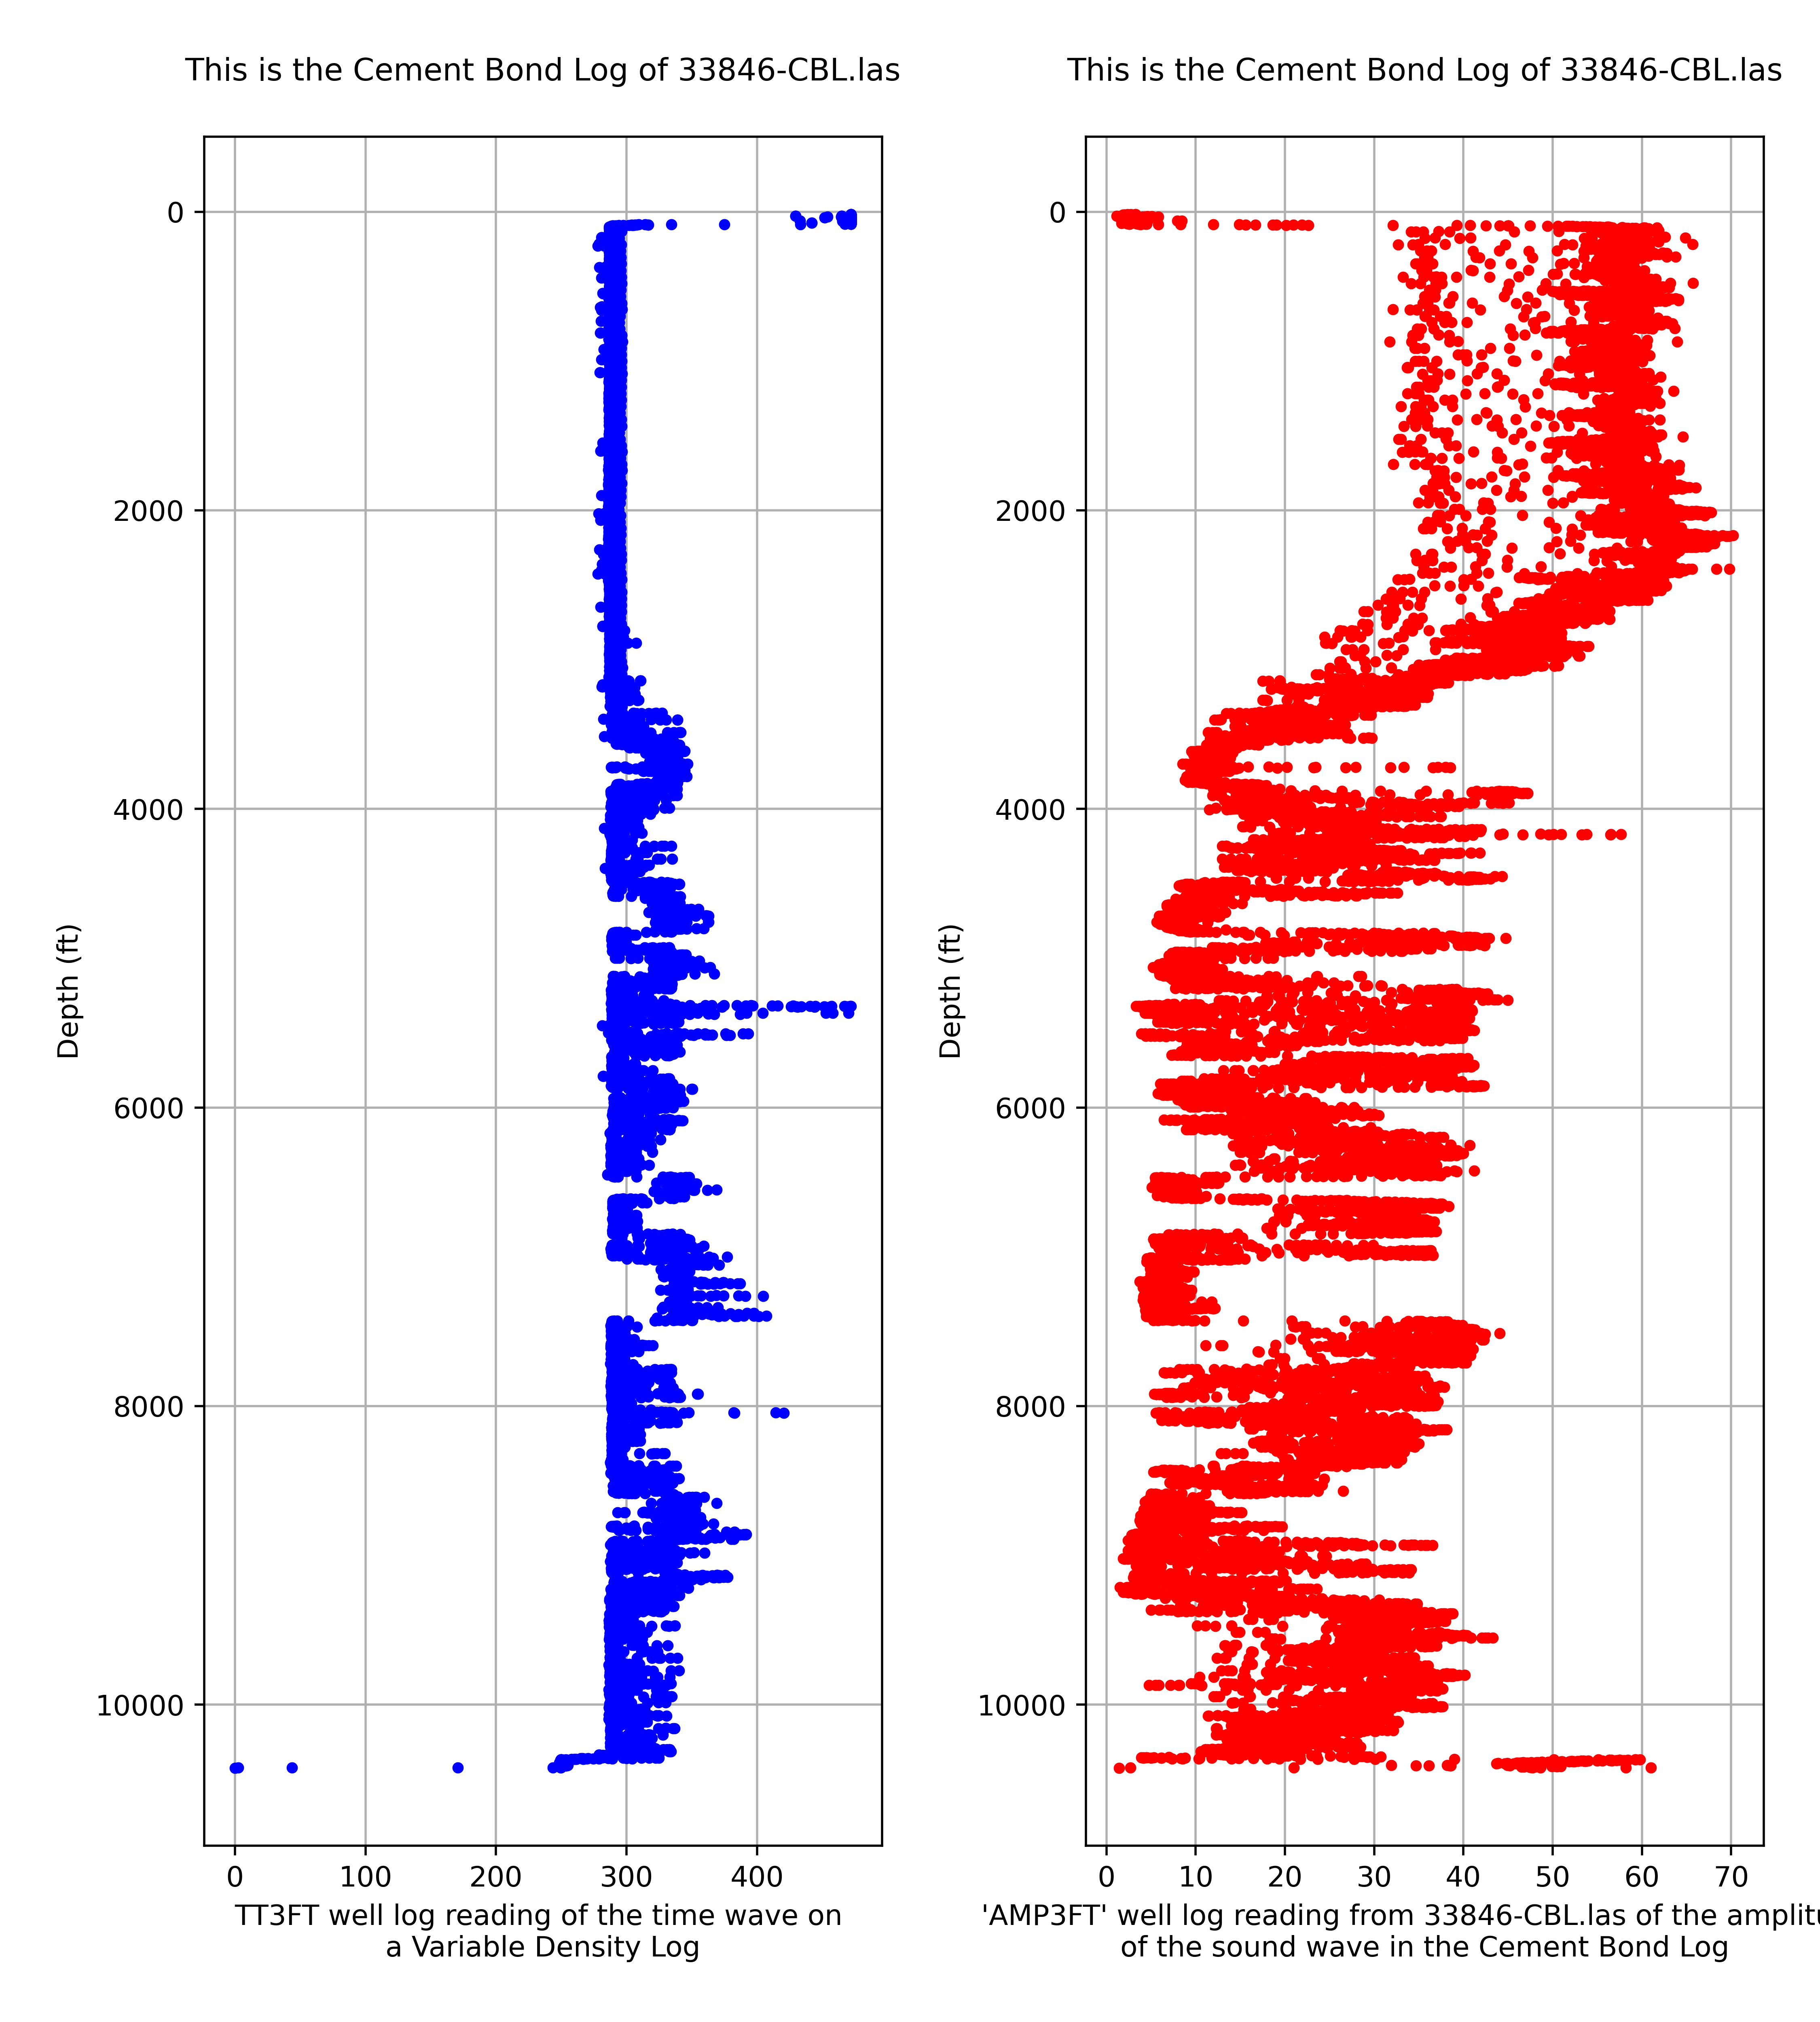 This is the Cement Bond Log of 33846-CBL.las
0
2000
4000
6000
8000
10000
Depth (ft)
0 100 200 300 400
TT3FT well log reading of the time wave on
a Variable Density Log
This is the Cement Bond Log of 33846-CBL.las
0
2000
4000
6000
8000
10000
Depth (ft)
0 10 20 30 40 50 60 70
'AMP3FT' well log reading from 33846-CBL.las of the amplitu
of the sound wave in the Cement Bond Log